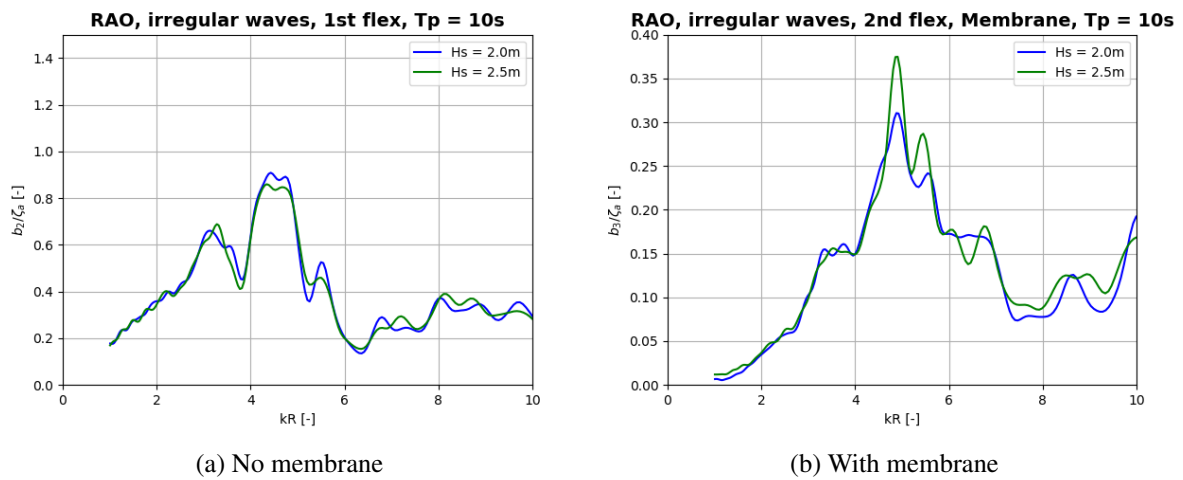 RAO, irregular waves, 1st flex, Tp = 10s
Hs = 2.0m
Hs = 2.5m
1.4
1.2
1.0
0.8
0.6
0.4
0.2
0.0
b₂/ζₐ [-]
0 2 4 6 8 10
kR [-]
(a) No membrane
RAO, irregular waves, 2nd flex, Membrane, Tp = 10s
Hs = 2.0m
Hs = 2.5m
0.40
0.35
0.30
0.25
0.20
0.15
0.10
0.05
0.00
b₃/ζₐ [-]
0 2 4 6 8 10
kR [-]
(b) With membrane